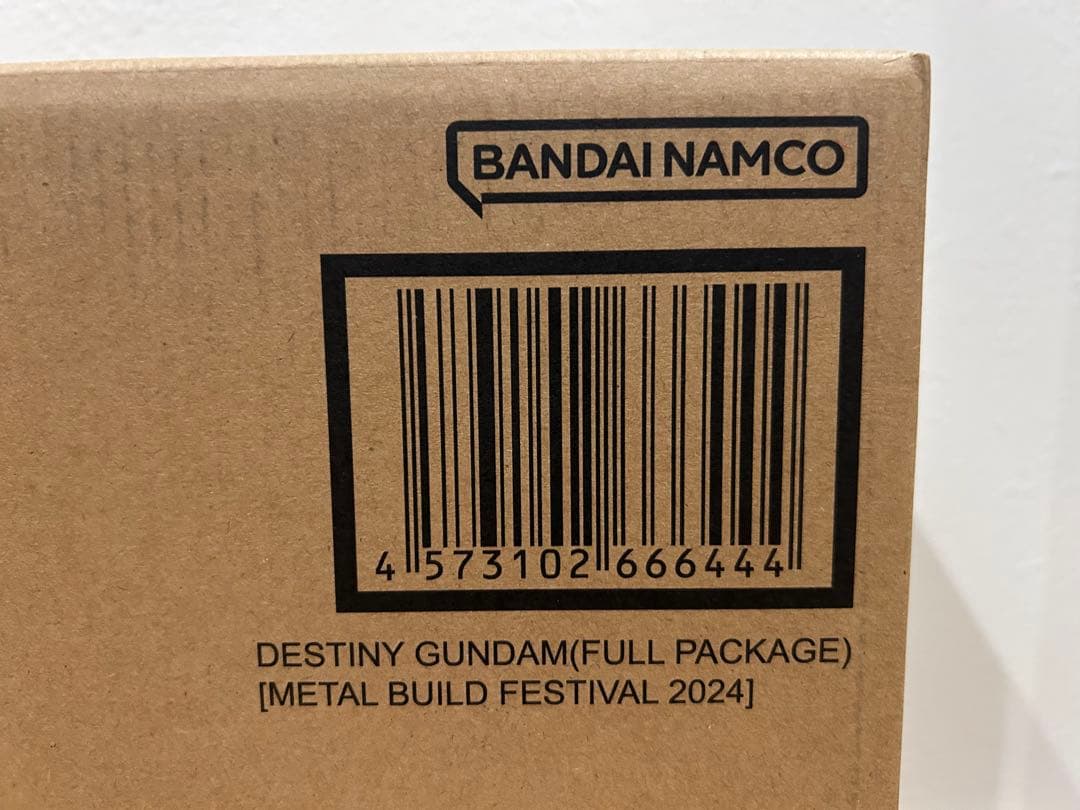 BANDAI NAMCO
4 573102 666444
DESTINY GUNDAM(FULL PACKAGE)
[METAL BUILD FESTIVAL 2024]